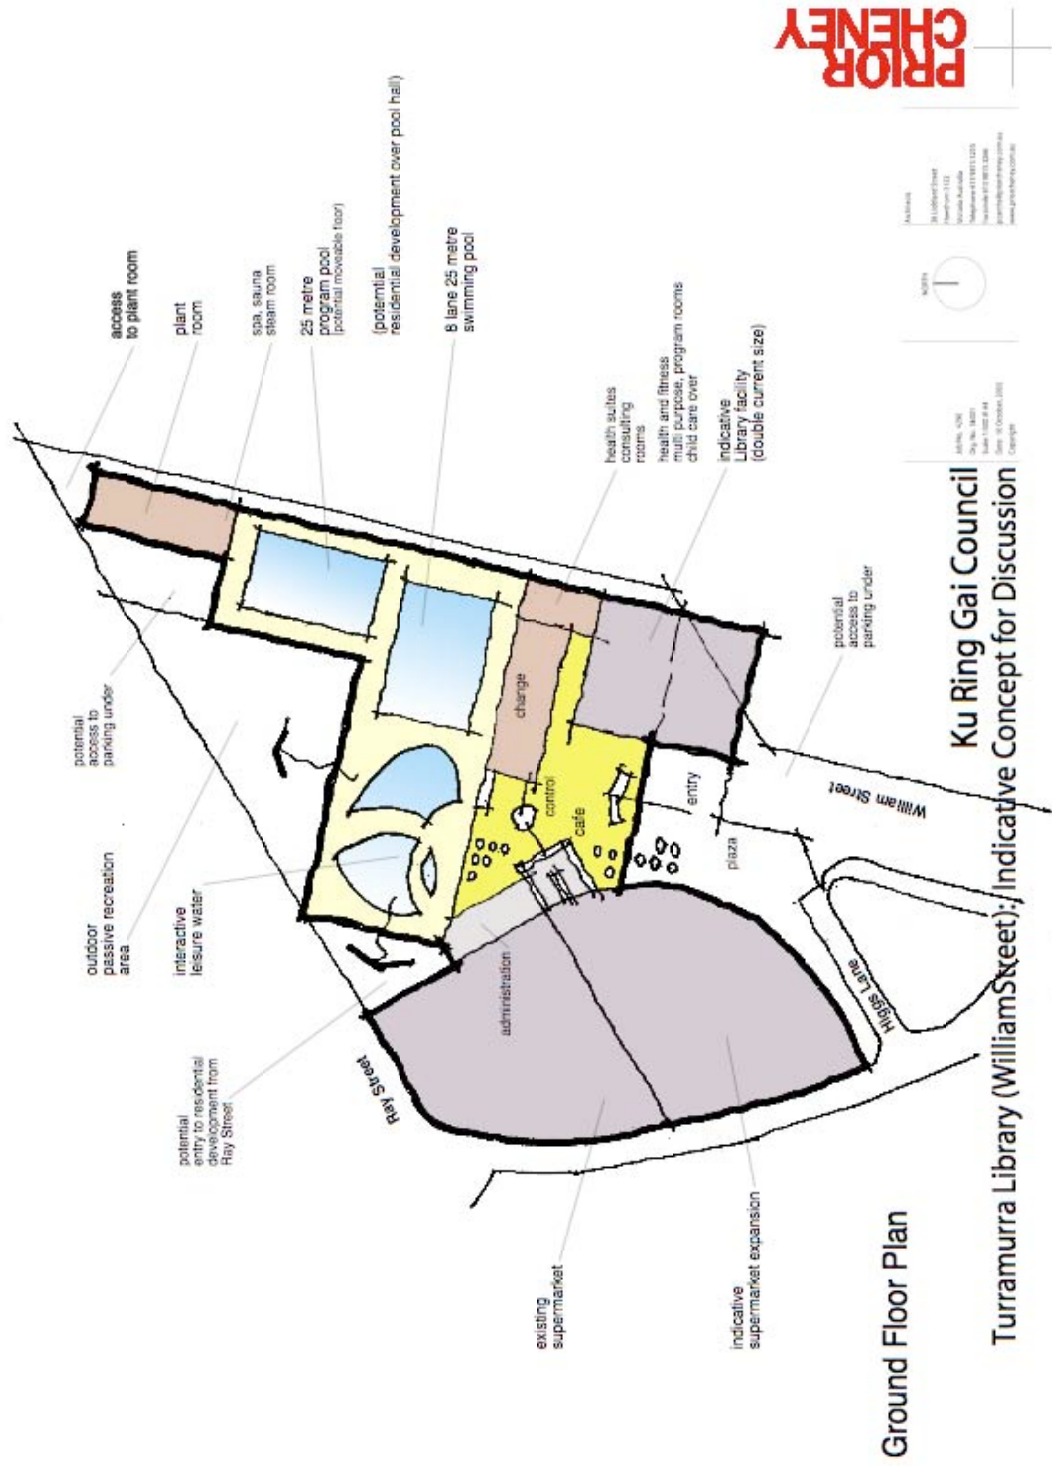 potential
access to
parking under
outdoor
passive recreation
area
access
to plant room
plant
room
interactive
leisure water
potential
entry to residential
development from
Ray Street
spa, sauna
steam room
25 metre
program pool
(potential moveable floor)
(poterntial
residential development over pool hall)
8 lane 25 metre
swimming pool
Ray Street
administration
change
control
cafe
health suites
consulting
rooms
health and fitness
multi purpose, program rooms
child care over
indicative
Library facility
(double current size)
existing
supermarket
entry
plaza
indicative
supermarket expansion
potential
access to
parking under
William Street
Higgs Lane
Ground Floor Plan
Ku Ring Gai Council
Turramurra Library (WilliamStreet): Indicative Concept for Discussion
NORTH
Architects
Copyright
PRIOR
CHENEY